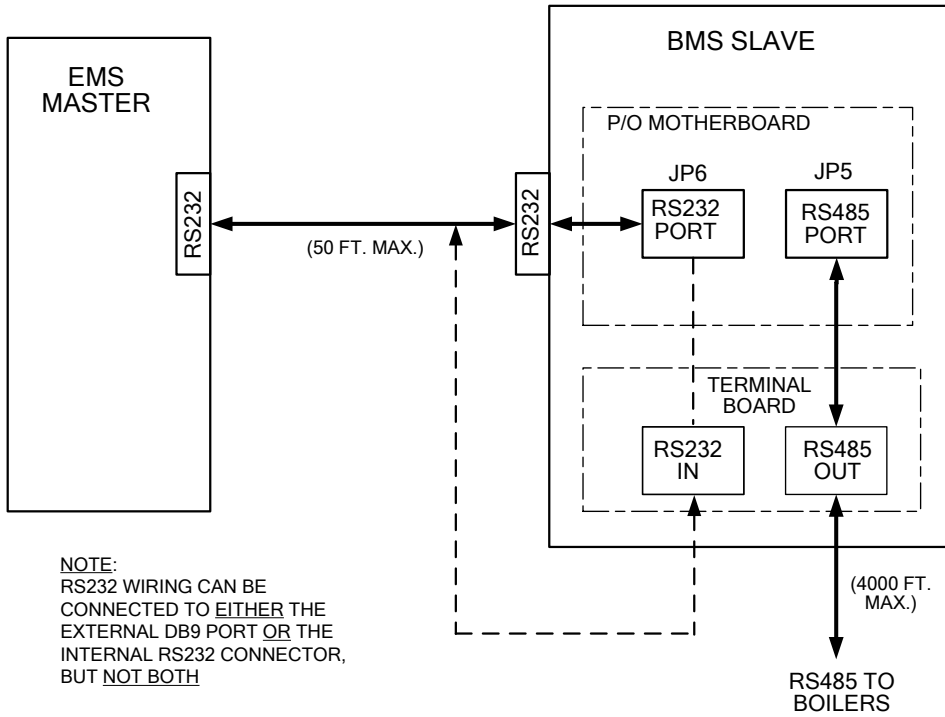 EMS
MASTER
RS232
(50 FT. MAX.)
RS232
BMS SLAVE
P/O MOTHERBOARD
JP6
JP5
RS232
PORT
RS485
PORT
TERMINAL
BOARD
RS232
IN
RS485
OUT
(4000 FT.
MAX.)
RS485 TO
BOILERS
NOTE:
RS232 WIRING CAN BE
CONNECTED TO EITHER THE
EXTERNAL DB9 PORT OR THE
INTERNAL RS232 CONNECTOR,
BUT NOT BOTH